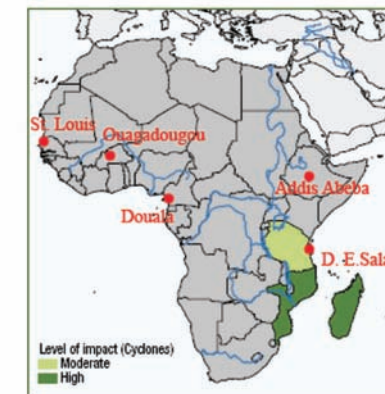 St. Louis
Ouagadougou
Addis Abeba
Douala
D. E.Sala
Level of impact (Cyclones)
Moderate
High